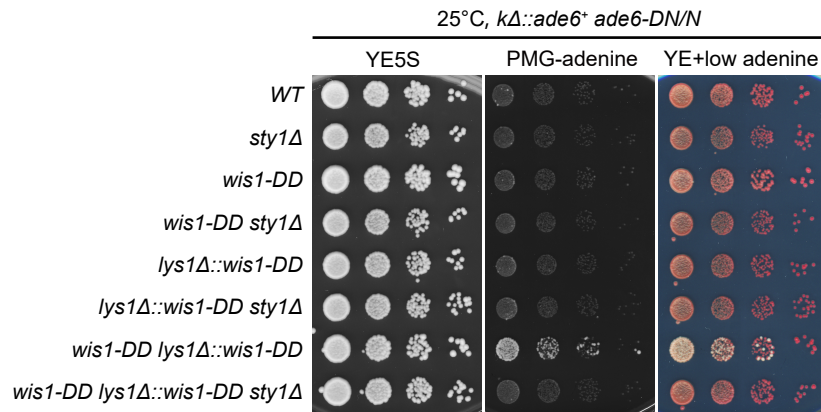 25°C, kΔ::ade6⁺ ade6-DN/N
YE5S PMG-adenine YE+low adenine
WT
sty1Δ
wis1-DD
wis1-DD sty1Δ
lys1Δ::wis1-DD
lys1Δ::wis1-DD sty1Δ
wis1-DD lys1Δ::wis1-DD
wis1-DD lys1Δ::wis1-DD sty1Δ